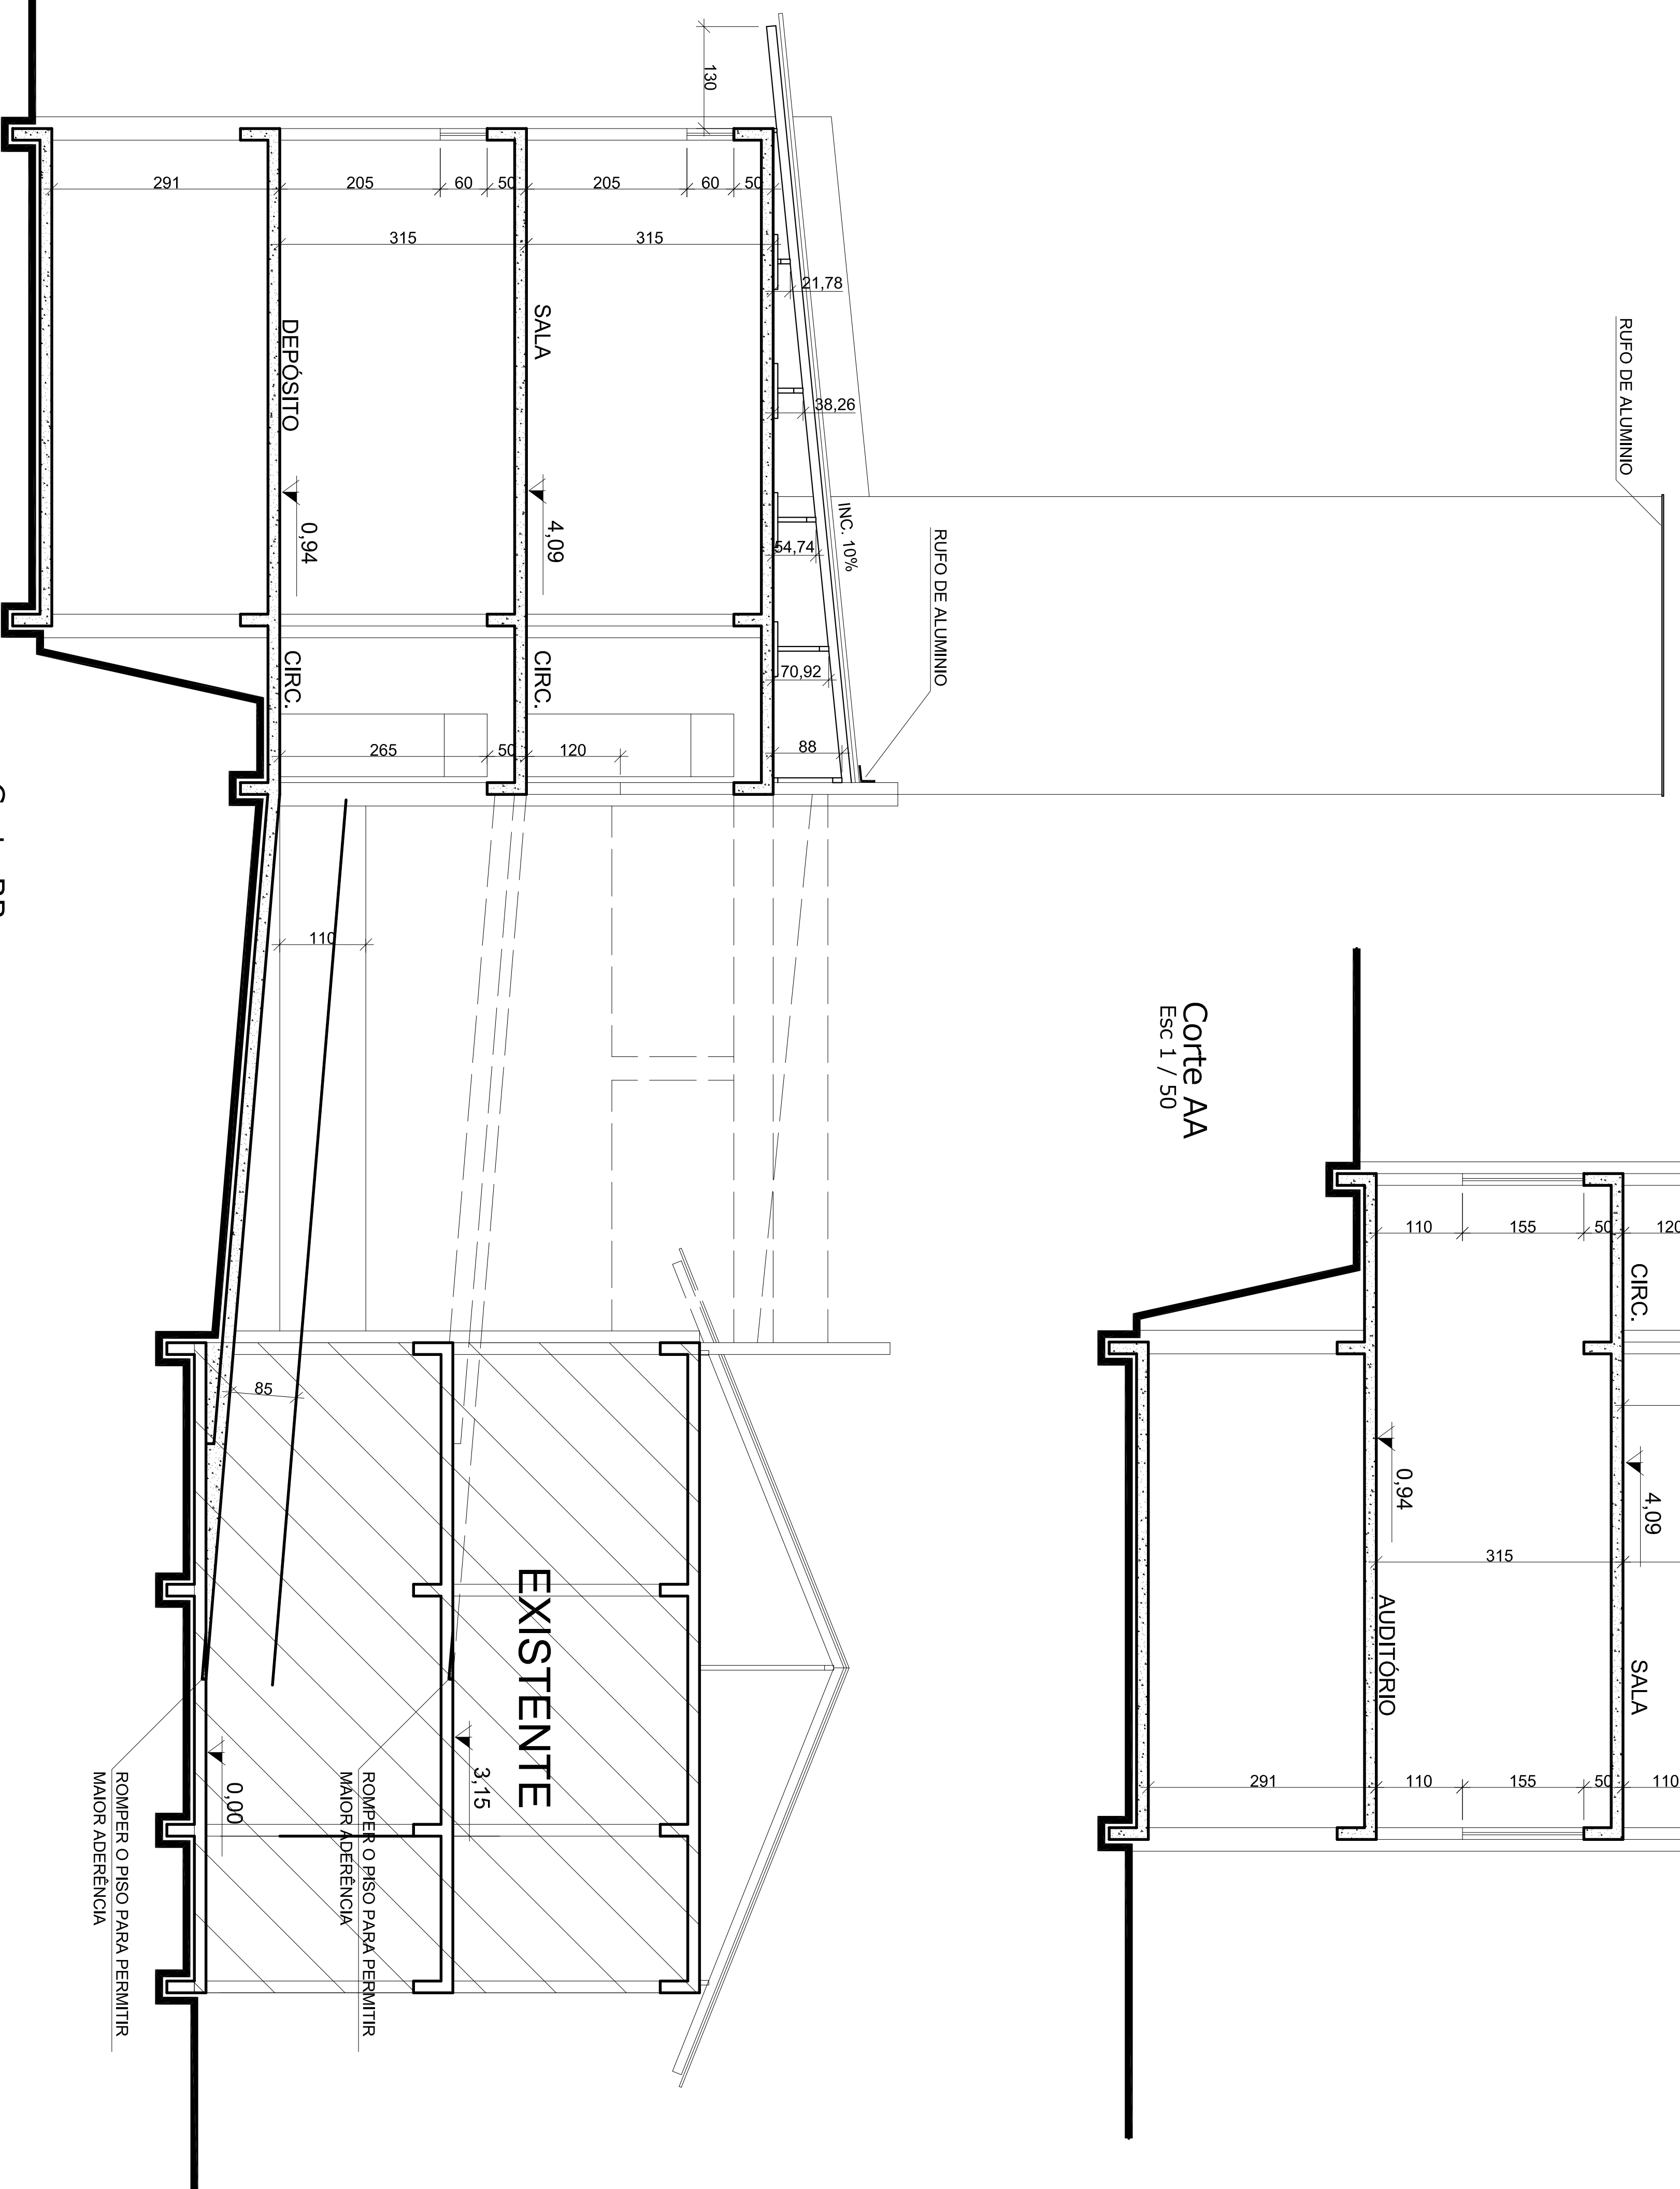 RUFO DE ALUMINIO
RUFO DE ALUMINIO
130
INC. 10%
21,78
38,26
54,74
70,92
88
50
60
205
315
50
60
205
315
291
SALA
4,09
CIRC.
120
50
265
DEPÓSITO
0,94
CIRC.
110
85
EXISTENTE
3,15
0,00
ROMPER O PISO PARA PERMITIR
MAIOR ADERÊNCIA
ROMPER O PISO PARA PERMITIR
MAIOR ADERÊNCIA
Corte AA
Esc 1 / 50
120
50
155
110
CIRC.
4,09
SALA
0,94
315
AUDITÓRIO
110
50
155
110
291